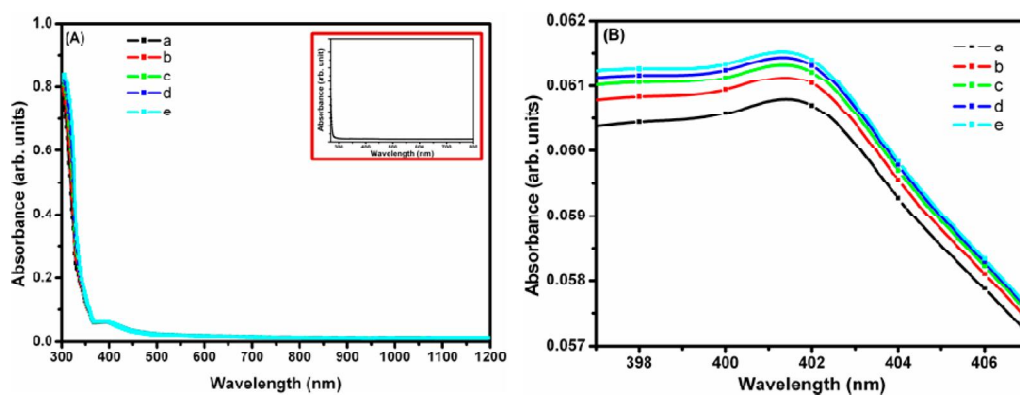 (A)
a
b
c
d
e
1.0
0.8
0.6
0.4
0.2
0.0
Absorbance (arb. units)
300 400 500 600 700 800 900 1000 1100 1200
Wavelength (nm)
Absorbance (arb. unit)
Wavelength (nm)
(B)
a
b
c
d
e
0.062
0.061
0.060
0.059
0.058
0.057
Absorbance (arb. units)
398 400 402 404 406
Wavelength (nm)